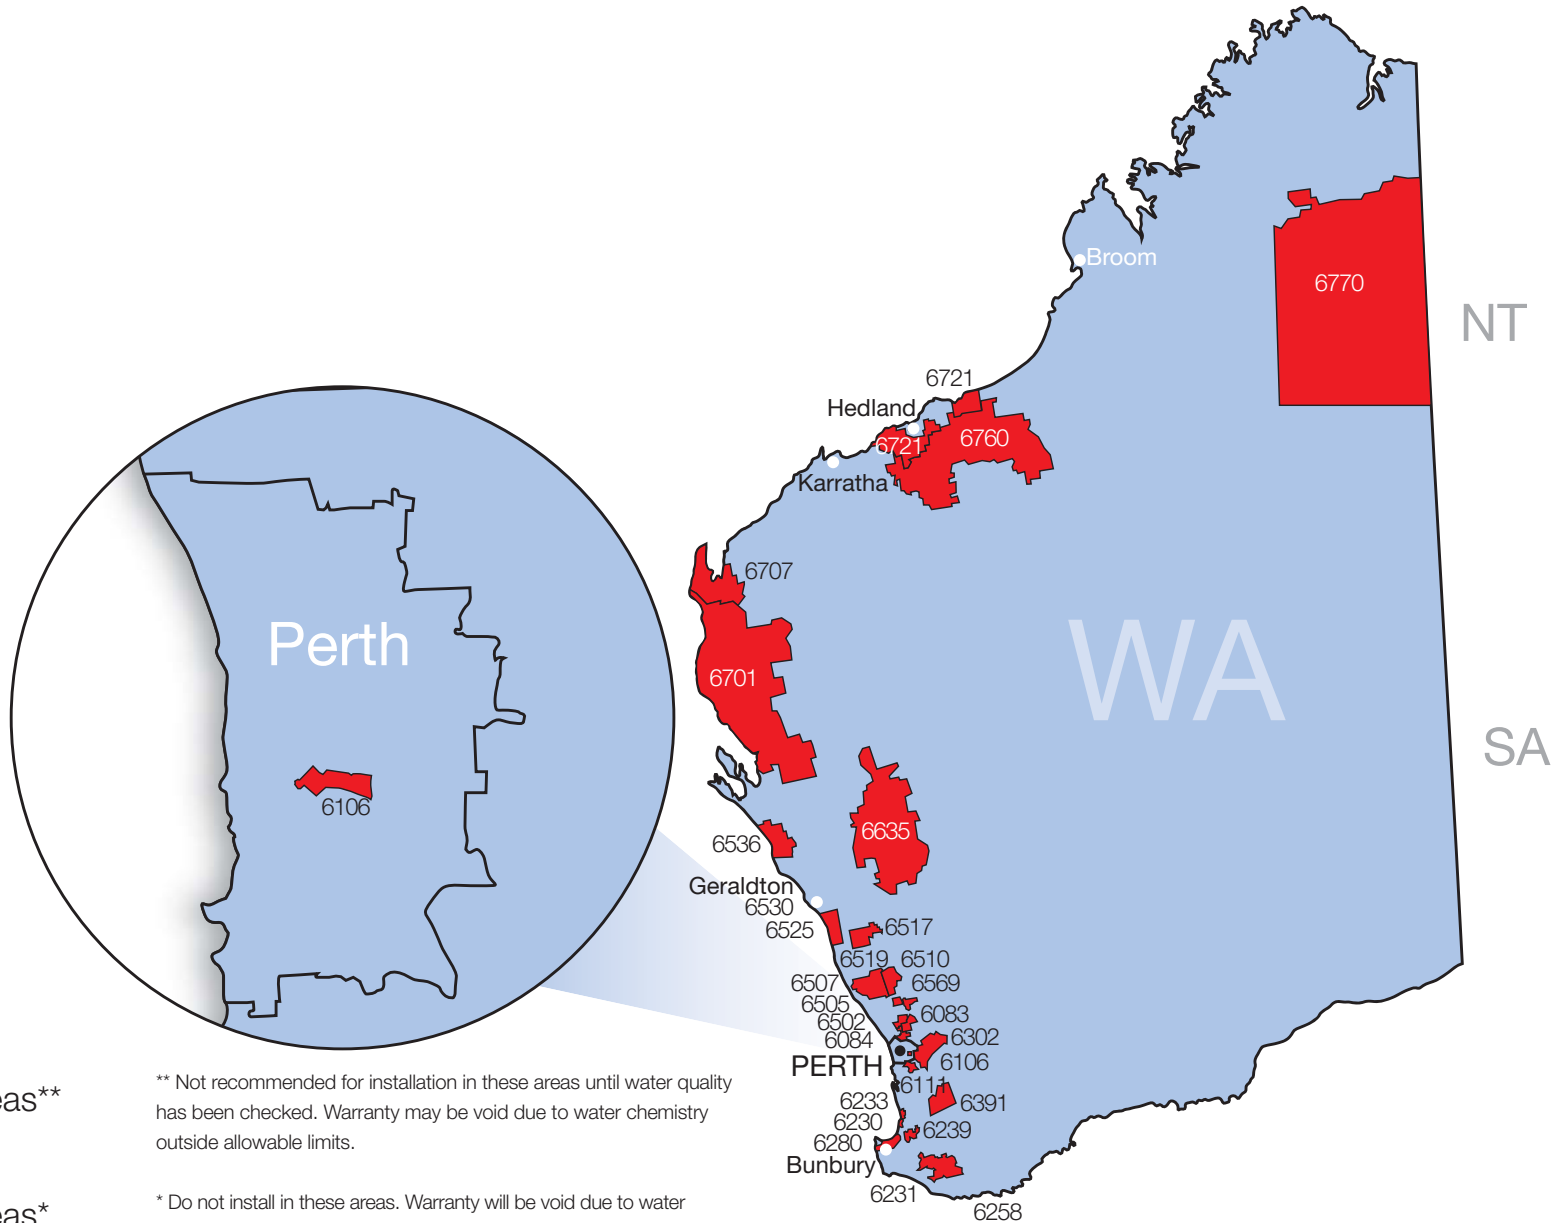 Broom
6770
NT
6721
Hedland
6721
6760
Karratha
6707
Perth
WA
6701
SA
6106
6635
6536
Geraldton
6530
6525
6517
6519
6510
6507
6569
6505
6083
6502
6302
6084
6106
PERTH
6111
6233
6391
6230
6239
6280
Bunbury
6231
6258
eas**
** Not recommended for installation in these areas until water quality
has been checked. Warranty may be void due to water chemistry
outside allowable limits.
eas*
* Do not install in these areas. Warranty will be void due to water